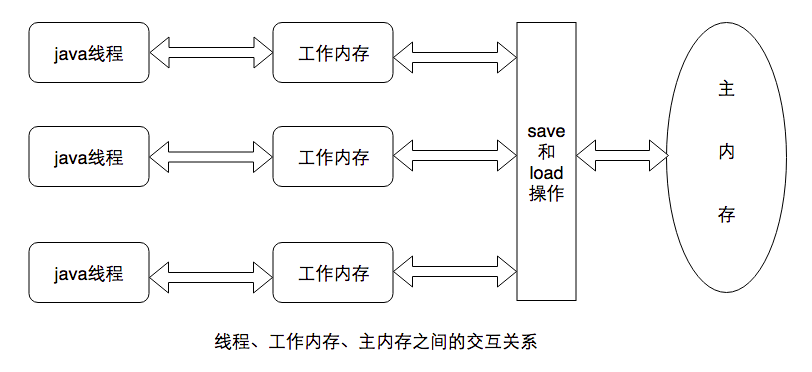 java线程
工作内存
java线程
工作内存
java线程
工作内存
save
和
load
操作
主
内
存
线程、工作内存、主内存之间的交互关系